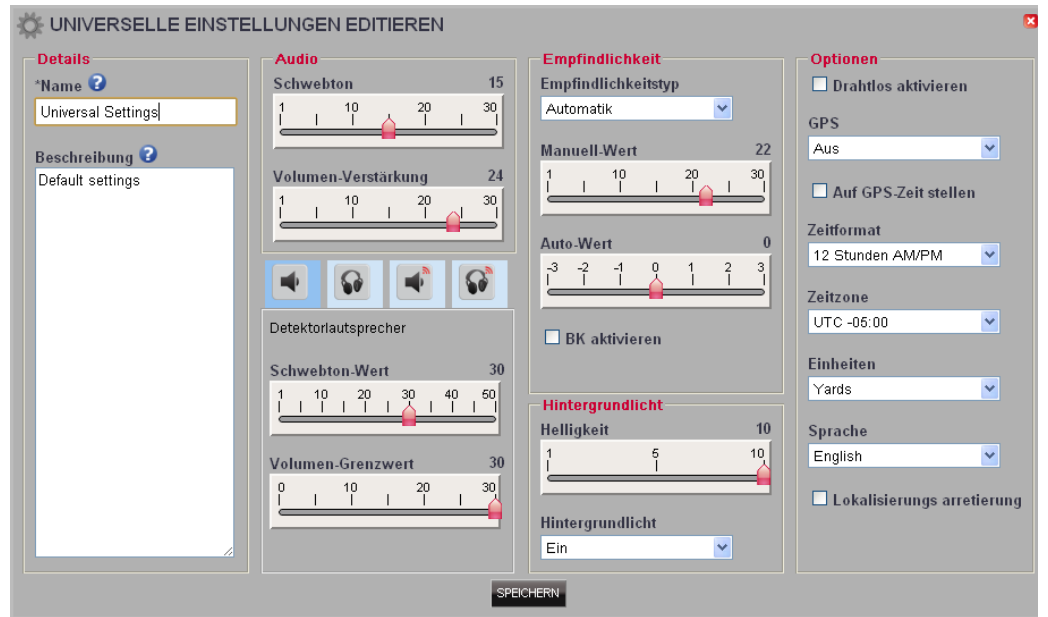 UNIVERSELLE EINSTELLUNGEN EDITIEREN
Details
*Name ?
Universal Settings
Beschreibung ?
Default settings
Audio
Schwebton 15
1 10 20 30
Volumen-Verstärkung 24
1 10 20 30
Detektorlautsprecher
Schwebton-Wert 30
1 10 20 30 40 50
Volumen-Grenzwert 30
0 10 20 30
Empfindlichkeit
Empfindlichkeitstyp
Automatik
Manuell-Wert 22
1 10 20 30
Auto-Wert 0
-3 -2 -1 0 1 2 3
BK aktivieren
Hintergrundlicht
Helligkeit 10
1 5 10
Hintergrundlicht
Ein
Optionen
Drahtlos aktivieren
GPS
Aus
Auf GPS-Zeit stellen
Zeitformat
12 Stunden AM/PM
Zeitzone
UTC -05:00
Einheiten
Yards
Sprache
English
Lokalisierungs arretierung
SPEICHERN